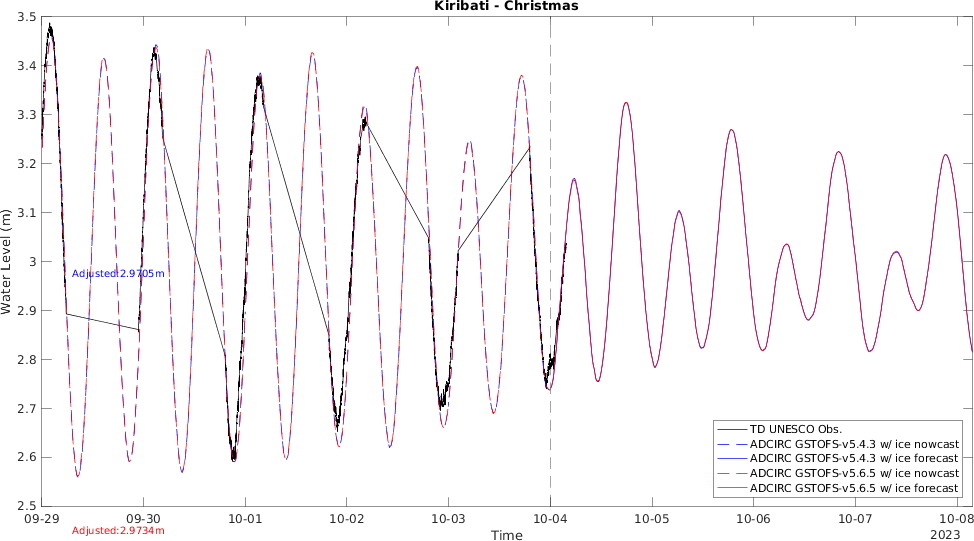 Kiribati - Christmas
3.5
3.4
3.3
3.2
3.1
3
2.9
2.8
2.7
2.6
2.5
Water Level (m)
Adjusted:2.9705m
TD UNESCO Obs.
ADCIRC GSTOFS-v5.4.3 w/ ice nowcast
ADCIRC GSTOFS-v5.4.3 w/ ice forecast
ADCIRC GSTOFS-v5.6.5 w/ ice nowcast
ADCIRC GSTOFS-v5.6.5 w/ ice forecast
09-29 09-30 10-01 10-02 10-03 10-04 10-05 10-06 10-07 10-08
Adjusted:2.9734m
Time
2023